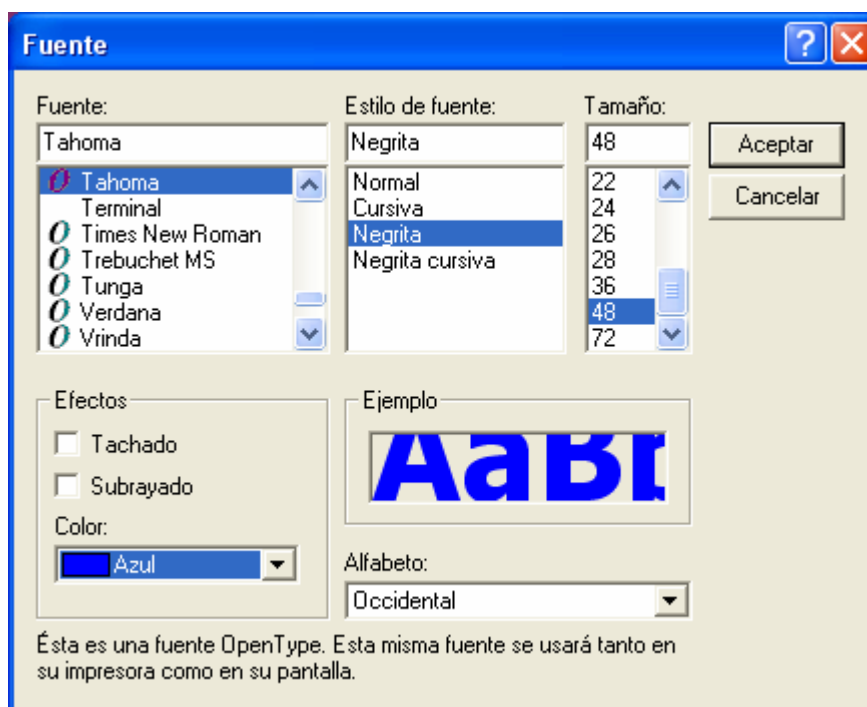 Fuente
Fuente:
Tahoma
Tahoma
Terminal
Times New Roman
Trebuchet MS
Tunga
Verdana
Vrinda
Estilo de fuente:
Negrita
Normal
Cursiva
Negrita
Negrita cursiva
Tamaño:
48
22
24
26
28
36
48
72
Aceptar
Cancelar
Efectos
Tachado
Subrayado
Color:
Azul
Ejemplo
AaBb
Alfabeto:
Occidental
Ésta es una fuente OpenType. Esta misma fuente se usará tanto en
su impresora como en su pantalla.